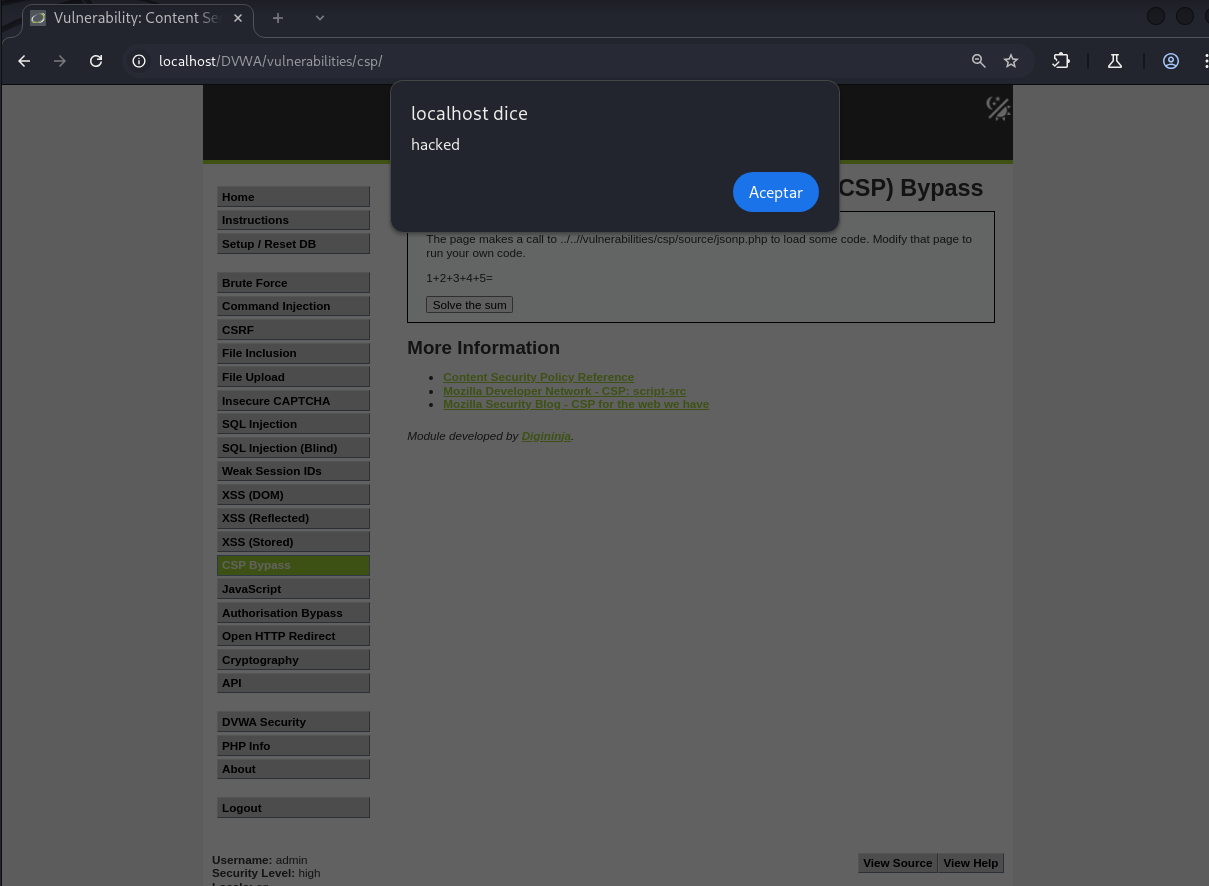 Vulnerability: Content Se
localhost/DVWA/vulnerabilities/csp/
localhost dice
hacked
Aceptar
CSP) Bypass
Home
Instructions
Setup / Reset DB
Brute Force
Command Injection
CSRF
File Inclusion
File Upload
Insecure CAPTCHA
SQL Injection
SQL Injection (Blind)
Weak Session IDs
XSS (DOM)
XSS (Reflected)
XSS (Stored)
CSP Bypass
JavaScript
Authorisation Bypass
Open HTTP Redirect
Cryptography
API
DVWA Security
PHP Info
About
Logout
The page makes a call to ../..//vulnerabilities/csp/source/jsonp.php to load some code. Modify that page to
run your own code.
1+2+3+4+5=
Solve the sum
More Information
Content Security Policy Reference
Mozilla Developer Network - CSP: script-src
Mozilla Security Blog - CSP for the web we have
Module developed by Digininja.
Username: admin
Security Level: high
View Source
View Help